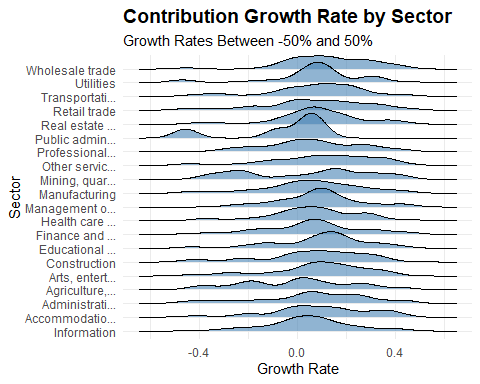 Contribution Growth Rate by Sector
Growth Rates Between -50% and 50%
Wholesale trade
Utilities
Transportati...
Retail trade
Real estate ...
Public admin...
Professional...
Other servic...
Mining, quar...
Manufacturing
Management o...
Health care ...
Finance and ...
Educational ...
Construction
Arts, entert...
Agriculture,...
Administrati...
Accommodatio...
Information
Sector
-0.4
0.0
0.4
Growth Rate